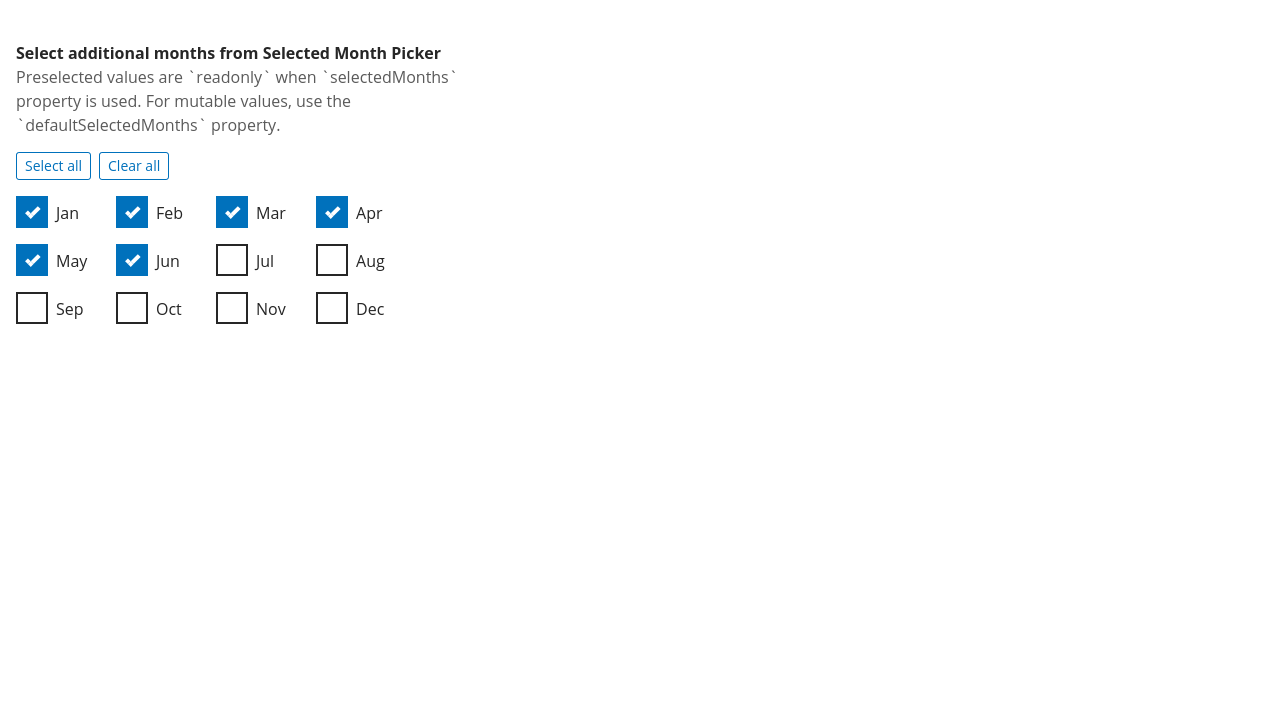 Select additional months from Selected Month Picker
Preselected values are `readonly` when `selectedMonths`
property is used. For mutable values, use the
`defaultSelectedMonths` property.
Select all Clear all
Jan Feb Mar Apr
May Jun Jul Aug
Sep Oct Nov Dec